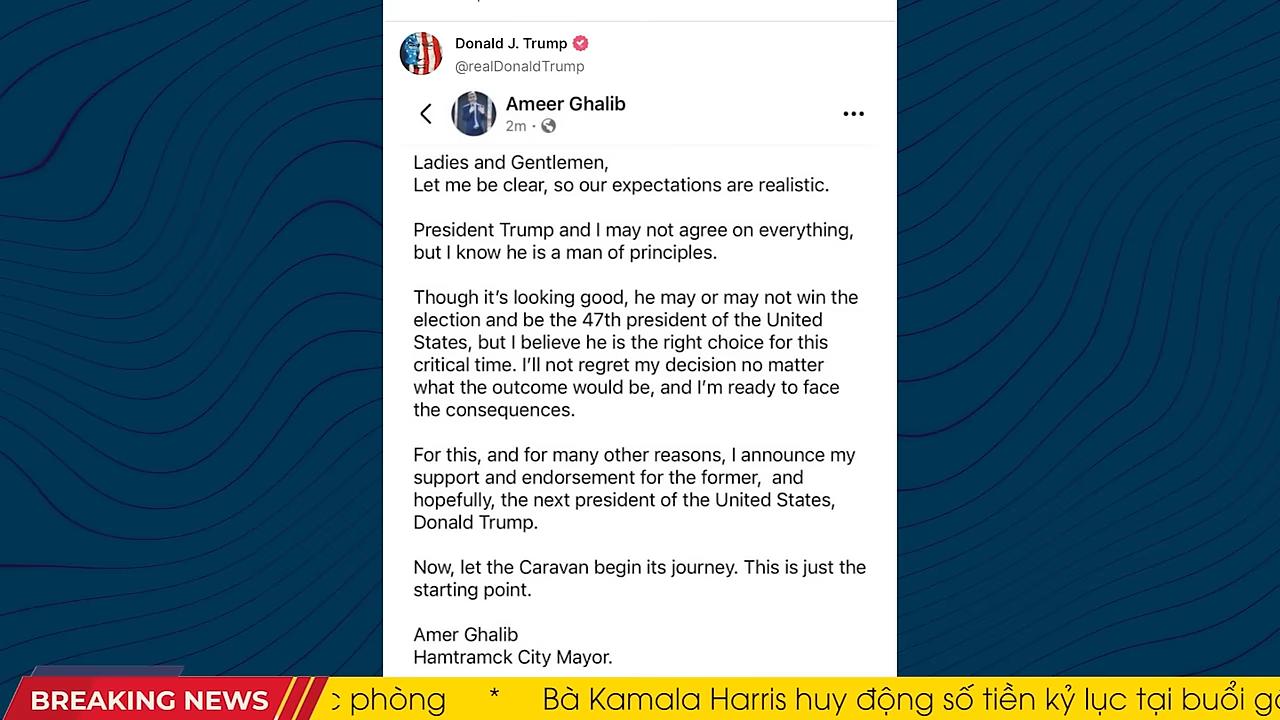 Donald J. Trump
@realDonaldTrump
Ameer Ghalib
2m ·
Ladies and Gentlemen,
Let me be clear, so our expectations are realistic.
President Trump and I may not agree on everything,
but I know he is a man of principles.
Though it’s looking good, he may or may not win the
election and be the 47th president of the United
States, but I believe he is the right choice for this
critical time. I’ll not regret my decision no matter
what the outcome would be, and I’m ready to face
the consequences.
For this, and for many other reasons, I announce my
support and endorsement for the former, and
hopefully, the next president of the United States,
Donald Trump.
Now, let the Caravan begin its journey. This is just the
starting point.
Amer Ghalib
Hamtramck City Mayor.
BREAKING NEWS phòng * Bà Kamala Harris huy động số tiền kỷ lục tại buổi